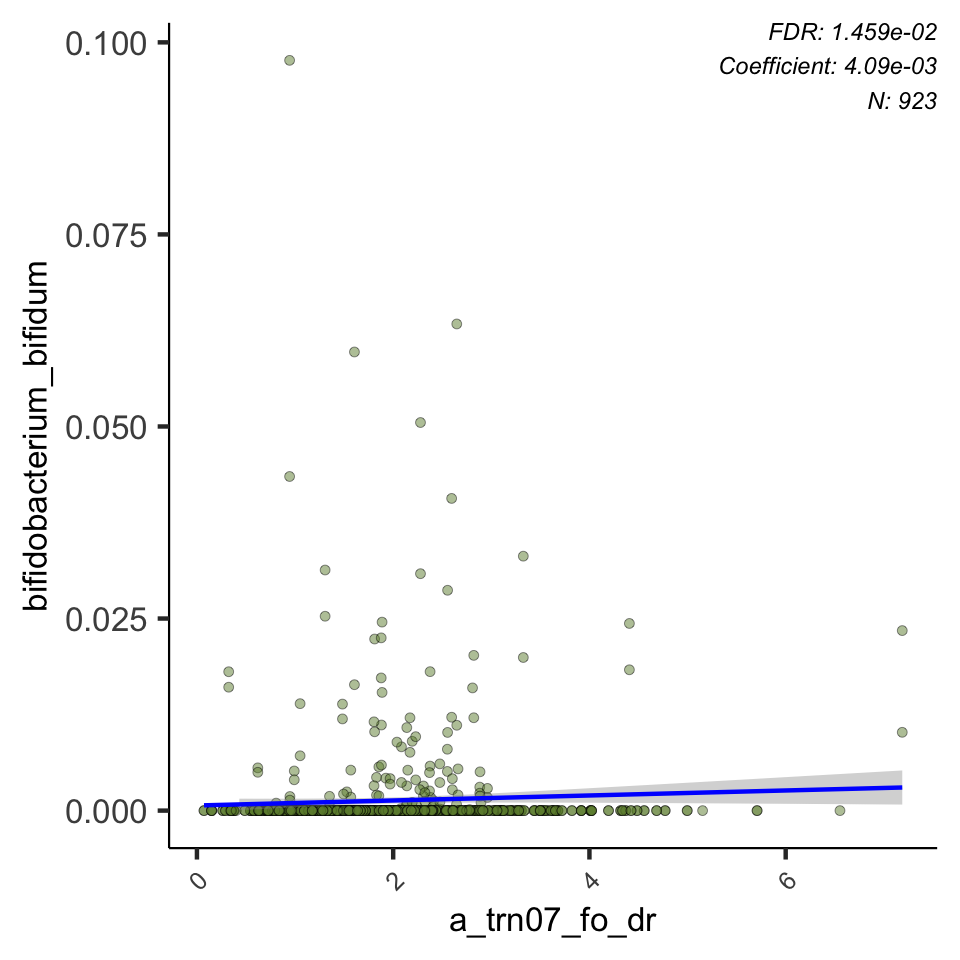 FDR: 1.459e-02
Coefficient: 4.09e-03
N: 923
0.100
0.075
0.050
0.025
0.000
bifidobacterium_bifidum
0
2
4
6
a_trn07_fo_dr